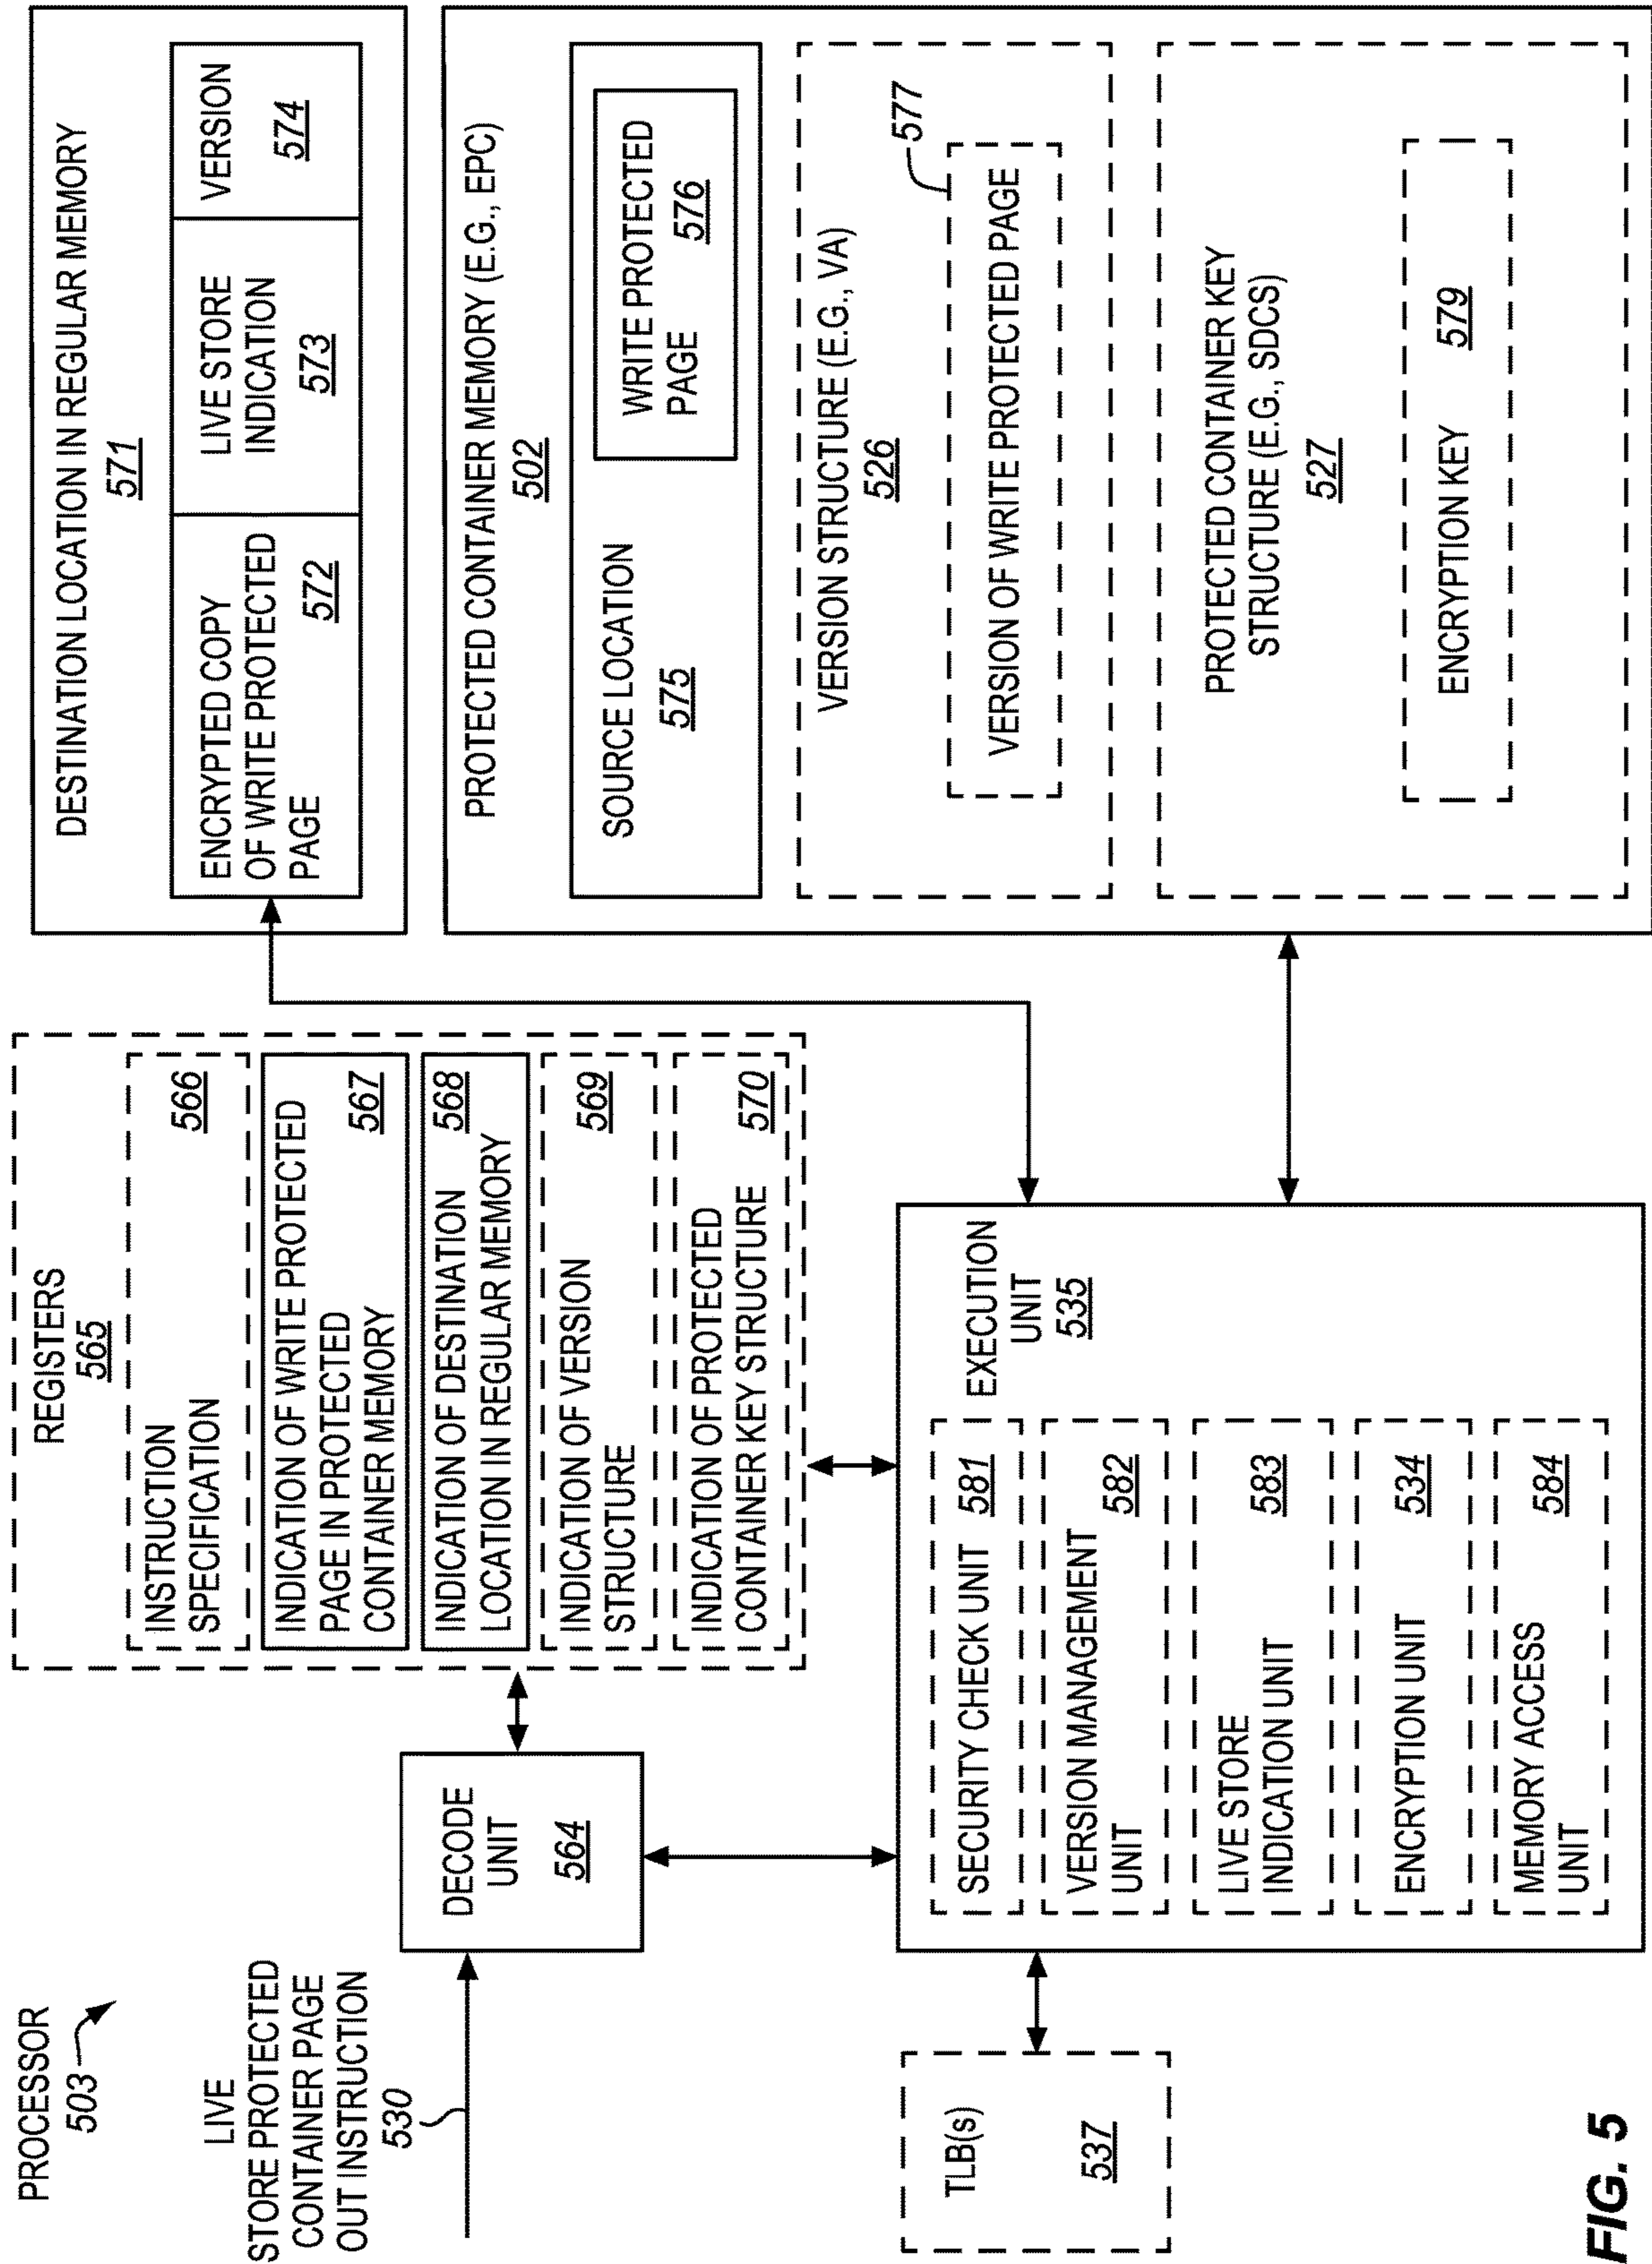 PROCESSOR
503
LIVE
STORE PROTECTED
CONTAINER PAGE
OUT INSTRUCTION
530
DECODE
UNIT
564
REGISTERS
565
INSTRUCTION
SPECIFICATION
566
INDICATION OF WRITE PROTECTED
PAGE IN PROTECTED
CONTAINER MEMORY
567
INDICATION OF DESTINATION
LOCATION IN REGULAR MEMORY
568
INDICATION OF VERSION
STRUCTURE
569
INDICATION OF PROTECTED
CONTAINER KEY STRUCTURE
570
DESTINATION LOCATION IN REGULAR MEMORY
571
ENCRYPTED COPY
OF WRITE PROTECTED
PAGE
572
LIVE STORE
INDICATION
573
VERSION
574
TLB(s)
537
EXECUTION
UNIT
535
SECURITY CHECK UNIT
581
VERSION MANAGEMENT
UNIT
582
LIVE STORE
INDICATION UNIT
583
ENCRYPTION UNIT
534
MEMORY ACCESS
UNIT
584
PROTECTED CONTAINER MEMORY (E.G., EPC)
502
SOURCE LOCATION
575
WRITE PROTECTED
PAGE
576
VERSION STRUCTURE (E.G., VA)
526
577
VERSION OF WRITE PROTECTED PAGE
PROTECTED CONTAINER KEY
STRUCTURE (E.G., SDCS)
527
ENCRYPTION KEY
579
FIG. 5